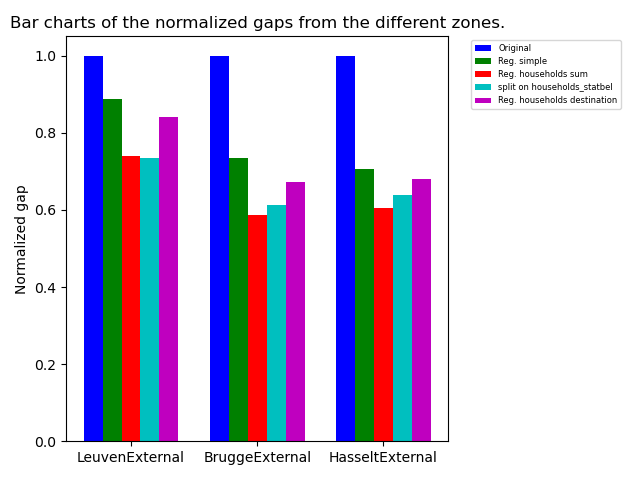 Bar charts of the normalized gaps from the different zones.
Original
Reg. simple
Reg. households sum
split on households_statbel
Reg. households destination
Normalized gap
1.0
0.8
0.6
0.4
0.2
0.0
LeuvenExternal BruggeExternal HasseltExternal